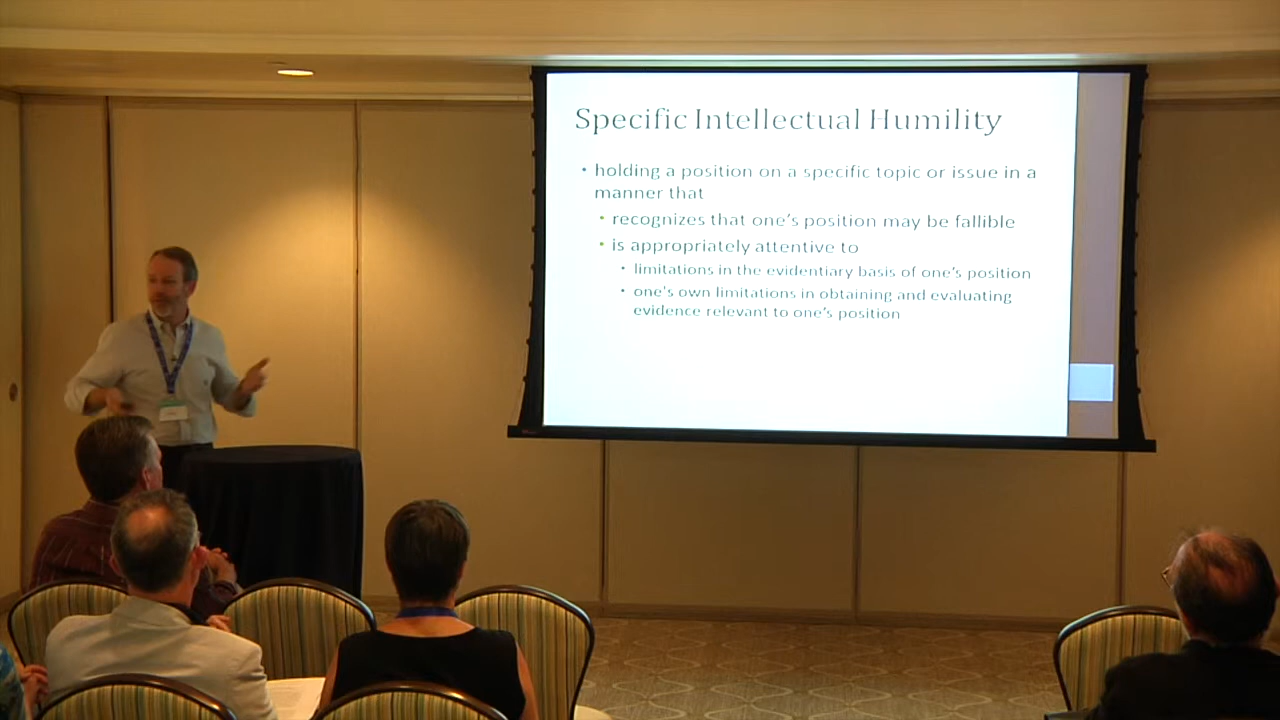 Specific Intellectual Humility
• holding a position on a specific topic or issue in a
manner that
• recognizes that one's position may be fallible
• is appropriately attentive to
• limitations in the evidentiary basis of one's position
• one's own limitations in obtaining and evaluating
evidence relevant to one's position